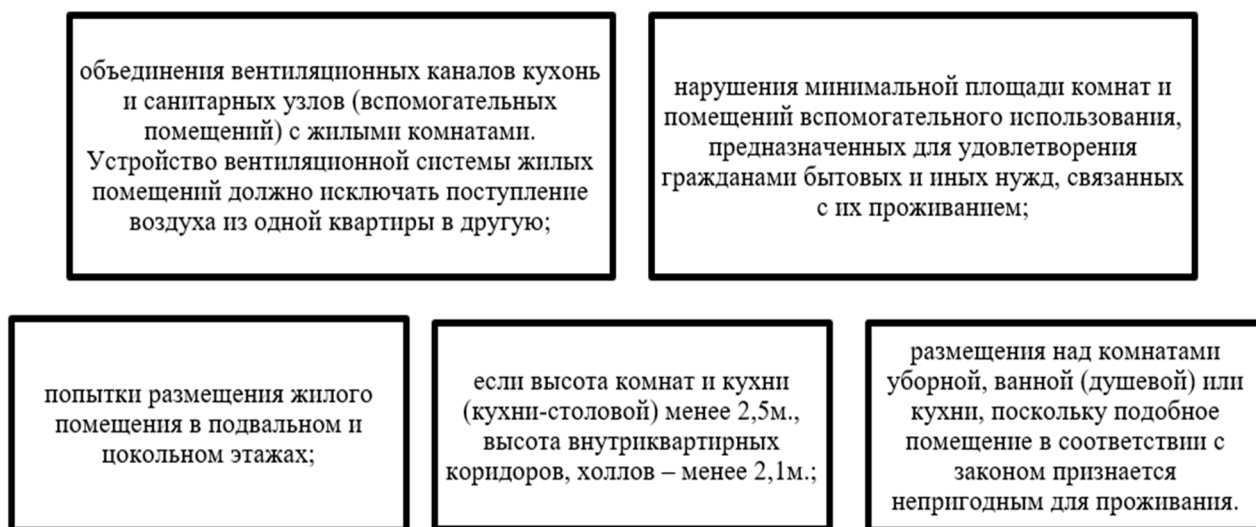 объединения вентиляционных каналов кухонь
и санитарных узлов (вспомогательных
помещений) с жилыми комнатами.
Устройство вентиляционной системы жилых
помещений должно исключать поступление
воздуха из одной квартиры в другую;
нарушения минимальной площади комнат и
помещений вспомогательного использования,
предназначенных для удовлетворения
гражданами бытовых и иных нужд, связанных
с их проживанием;
попытки размещения жилого
помещения в подвальном и
цокольном этажах;
если высота комнат и кухни
(кухни-столовой) менее 2,5м.,
высота внутриквартирных
коридоров, холлов – менее 2,1м.;
размещения над комнатами
уборной, ванной (душевой) или
кухни, поскольку подобное
помещение в соответствии с
законом признается
непригодным для проживания.